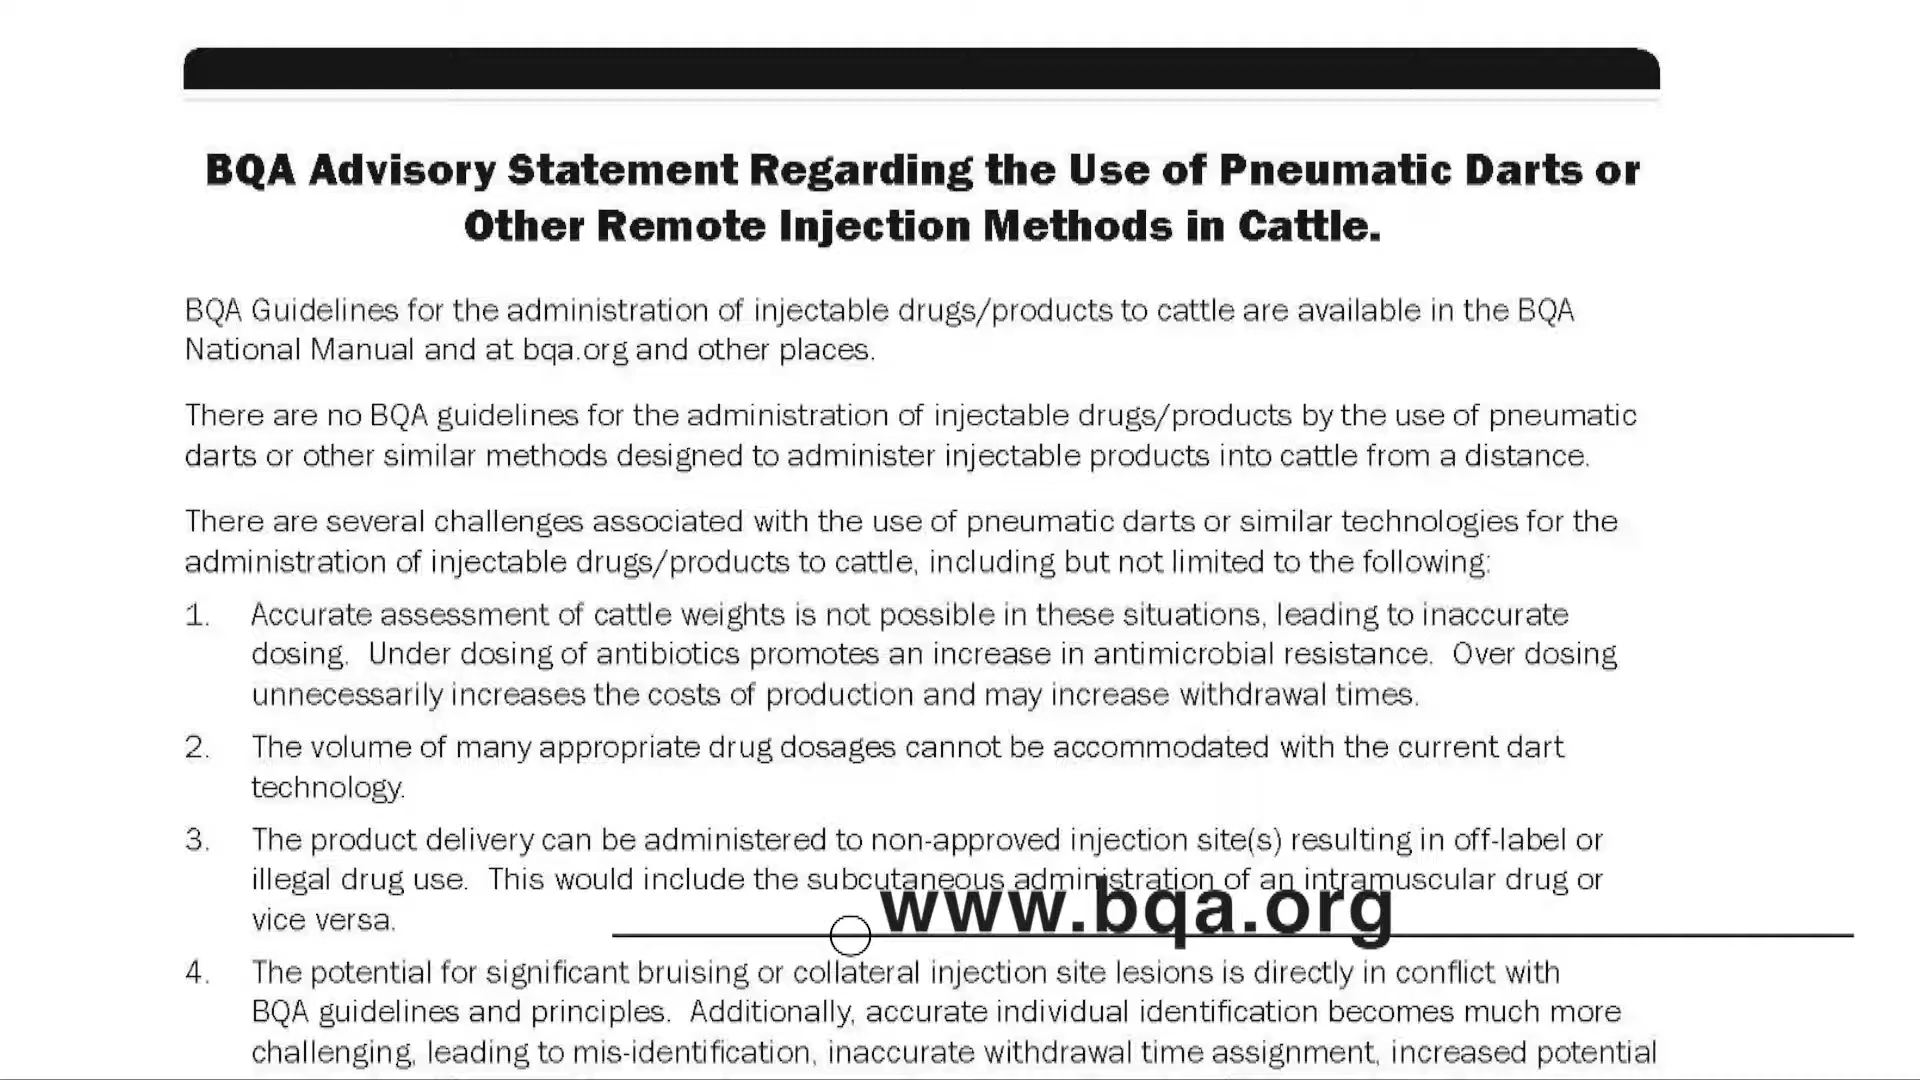 BQA Advisory Statement Regarding the Use of Pneumatic Darts or
Other Remote Injection Methods in Cattle.
BQA Guidelines for the administration of injectable drugs/products to cattle are available in the BQA
National Manual and at bqa.org and other places.
There are no BQA guidelines for the administration of injectable drugs/products by the use of pneumatic
darts or other similar methods designed to administer injectable products into cattle from a distance.
There are several challenges associated with the use of pneumatic darts or similar technologies for the
administration of injectable drugs/products to cattle, including but not limited to the following:
1. Accurate assessment of cattle weights is not possible in these situations, leading to inaccurate
dosing. Under dosing of antibiotics promotes an increase in antimicrobial resistance. Over dosing
unnecessarily increases the costs of production and may increase withdrawal times.
2. The volume of many appropriate drug dosages cannot be accommodated with the current dart
technology.
3. The product delivery can be administered to non-approved injection site(s) resulting in off-label or
illegal drug use. This would include the subcutaneous administration of an intramuscular drug or
vice versa.
www.bqa.org
4. The potential for significant bruising or collateral injection site lesions is directly in conflict with
BQA guidelines and principles. Additionally, accurate individual identification becomes much more
challenging, leading to mis-identification, inaccurate withdrawal time assignment, increased potential